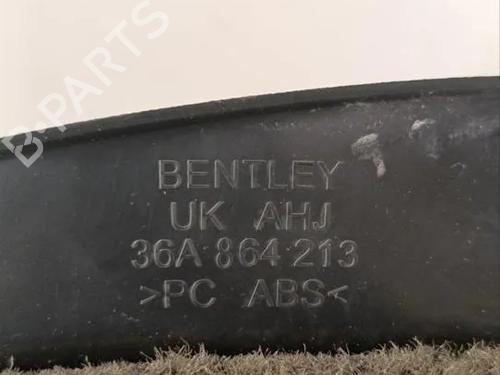 B-PARTS
BENTLEY
UK AHJ
36A 864 213
>PC ABS<